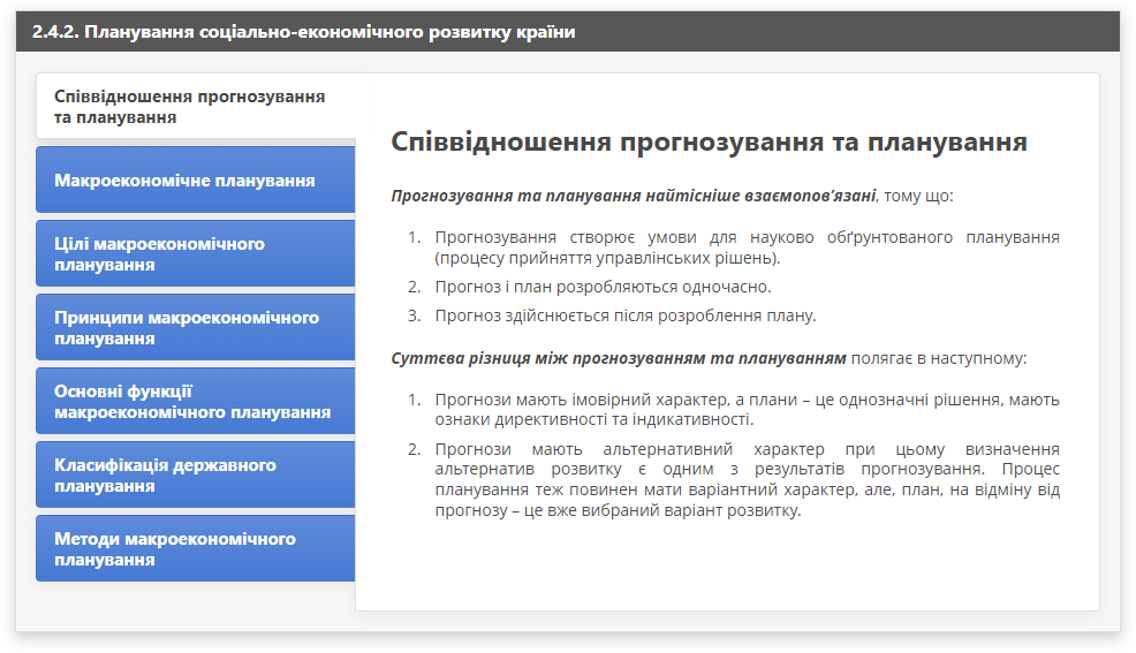 2.4.2. Планування соціально-економічного розвитку країни
Співвідношення прогнозування
та планування
Макроекономічне планування
Цілі макроекономічного
планування
Принципи макроекономічного
планування
Основні функції
макроекономічного планування
Класифікація державного
планування
Методи макроекономічного
планування
Співвідношення прогнозування та планування
Прогнозування та планування найтісніше взаємопов’язані, тому що:
1. Прогнозування створює умови для науково обґрунтованого планування
(процесу прийняття управлінських рішень).
2. Прогноз і план розробляються одночасно.
3. Прогноз здійснюється після розроблення плану.
Суттєва різниця між прогнозуванням та плануванням полягає в наступному:
1. Прогнози мають імовірний характер, а плани – це однозначні рішення, мають
ознаки директивності та індикативності.
2. Прогнози мають альтернативний характер при цьому визначення
альтернатив розвитку є одним з результатів прогнозування. Процес
планування теж повинен мати варіантний характер, але, план, на відміну від
прогнозу – це вже вибраний варіант розвитку.